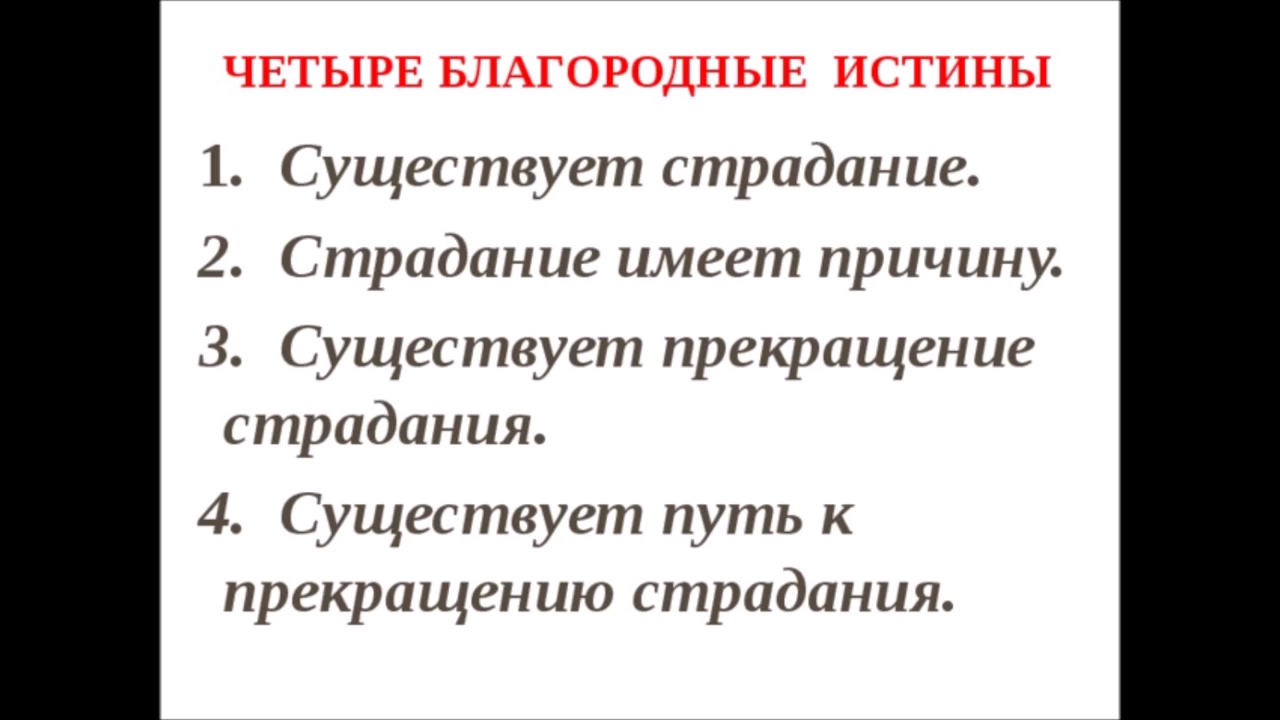 ЧЕТЫРЕ БЛАГОРОДНЫЕ ИСТИНЫ
1. Существует страдание.
2. Страдание имеет причину.
3. Существует прекращение
страдания.
4. Существует путь к
прекращению страдания.